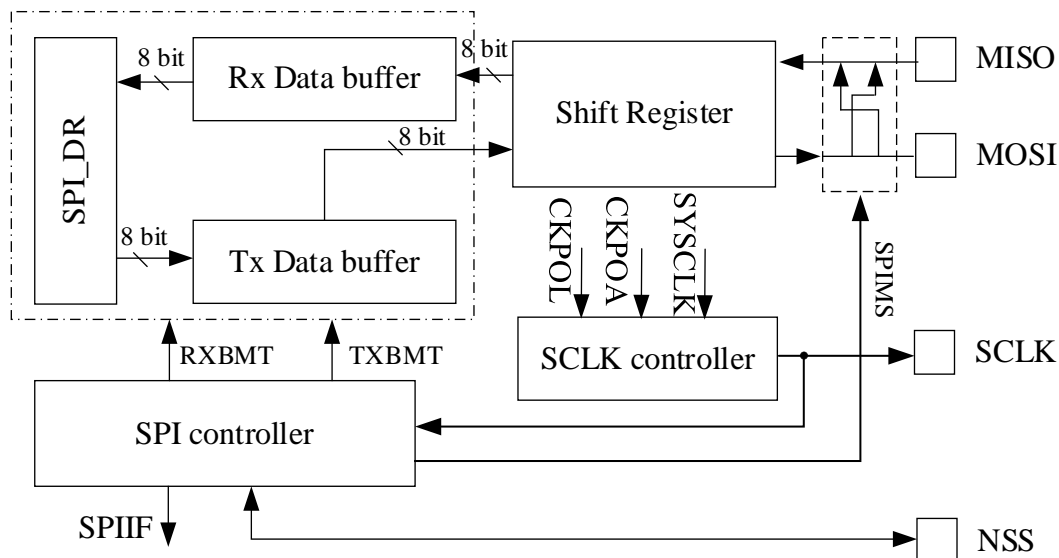 8 bit
Rx Data buffer
8 bit
Shift Register
MISO
MOSI
SPI_DR
8 bit
8 bit
Tx Data buffer
CKPOL
CKPOA
SYSCLK
SPIMS
RXBMT
TXBMT
SCLK controller
SCLK
SPI controller
SPIIF
NSS